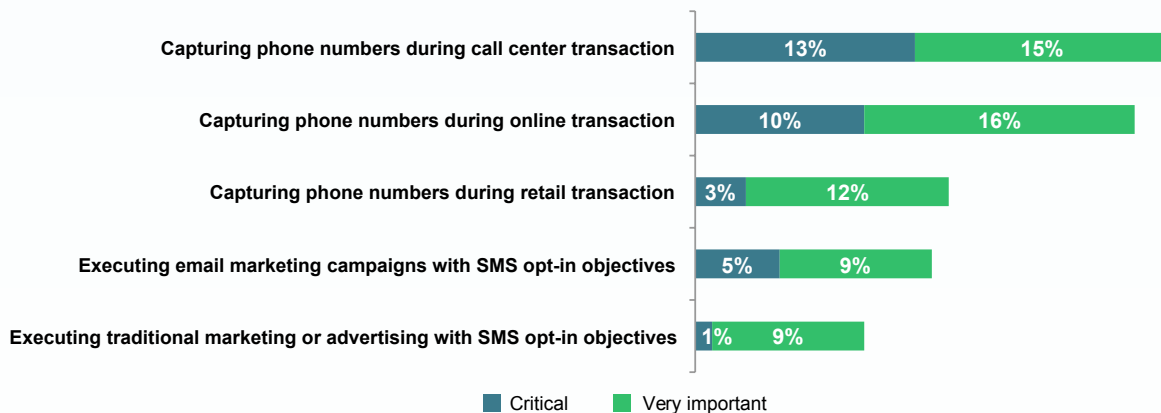 Capturing phone numbers during call center transaction
13% 15%
Capturing phone numbers during online transaction
10% 16%
Capturing phone numbers during retail transaction
3% 12%
Executing email marketing campaigns with SMS opt-in objectives
5% 9%
Executing traditional marketing or advertising with SMS opt-in objectives
1% 9%
Critical Very important